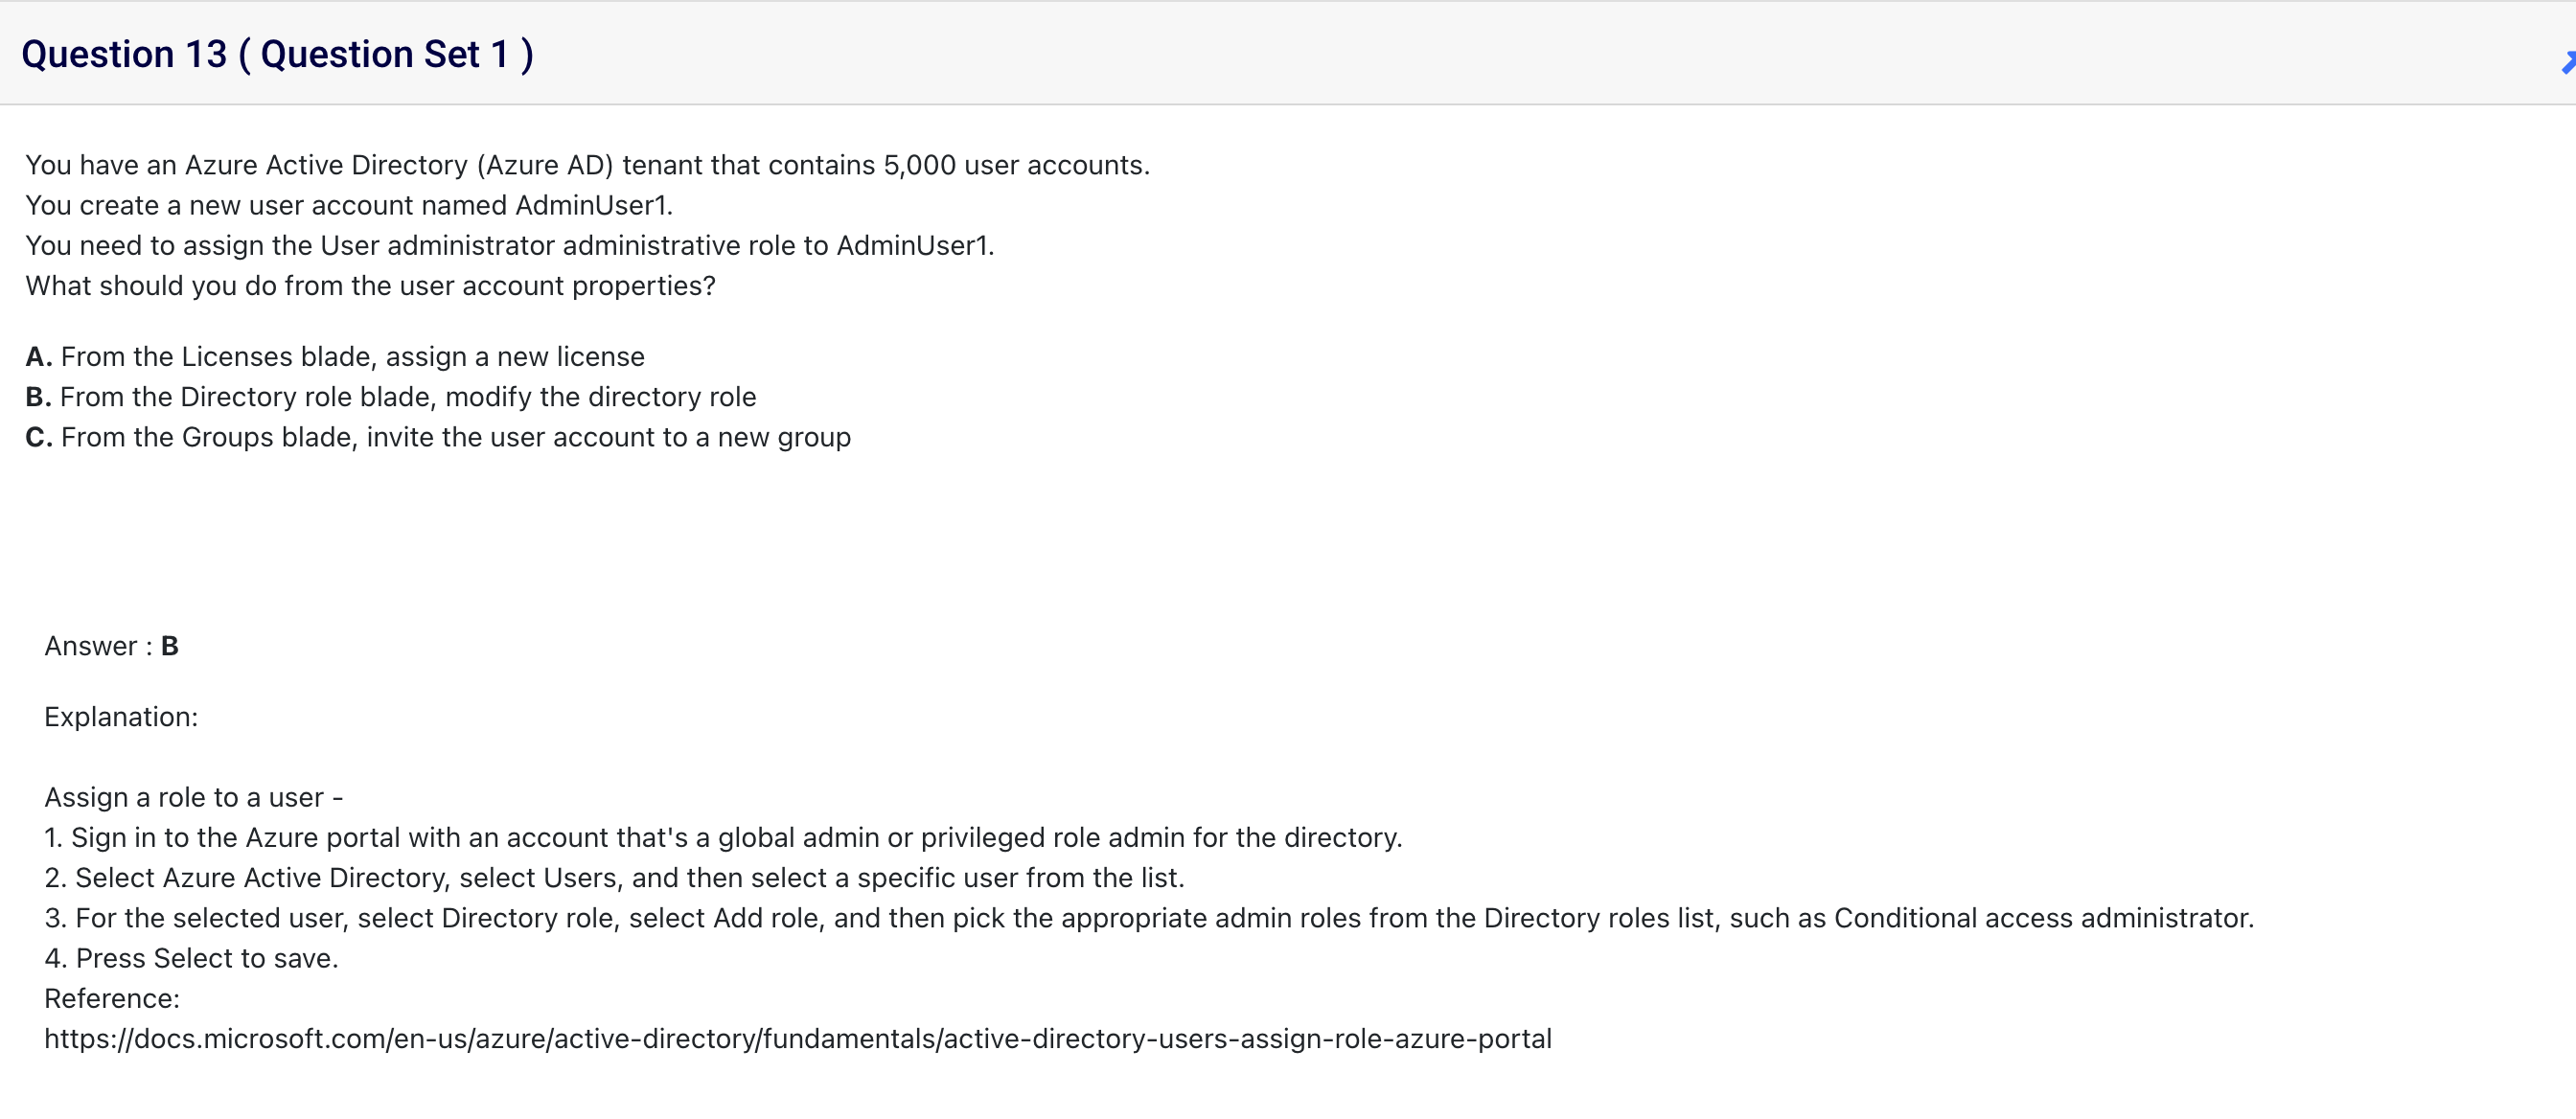 Question 13 ( Question Set 1 )
You have an Azure Active Directory (Azure AD) tenant that contains 5,000 user accounts.
You create a new user account named AdminUser1.
You need to assign the User administrator administrative role to AdminUser1.
What should you do from the user account properties?
A. From the Licenses blade, assign a new license
B. From the Directory role blade, modify the directory role
C. From the Groups blade, invite the user account to a new group
Answer : B
Explanation:
Assign a role to a user -
1. Sign in to the Azure portal with an account that's a global admin or privileged role admin for the directory.
2. Select Azure Active Directory, select Users, and then select a specific user from the list.
3. For the selected user, select Directory role, select Add role, and then pick the appropriate admin roles from the Directory roles list, such as Conditional access administrator.
4. Press Select to save.
Reference:
https://docs.microsoft.com/en-us/azure/active-directory/fundamentals/active-directory-users-assign-role-azure-portal